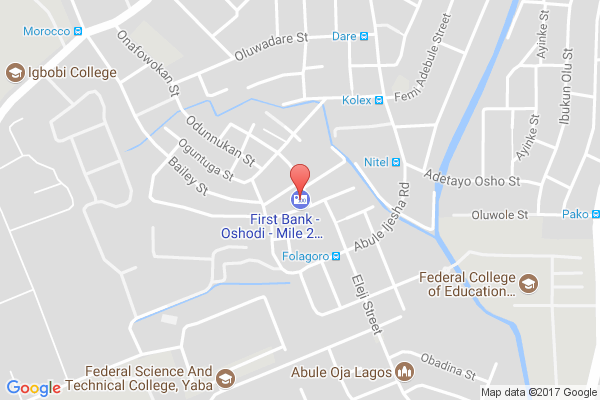 Morocco
Igbobi College
Onafowokan St
Oluwadare St
Dare
Kolex
Femi Adebule Street
Ayinke St
Ibukun Olu St
Ayinke St
Odunnukan St
Oguntuga St
Bailey St
Nitel
Adetayo Osho St
Oluwole St
Pako
First Bank -
Oshodi - Mile 2...
Abule Ijesha Rd
Folagoro
Eleji Street
Federal College
of Education...
Obadina St
Federal Science And
Technical College, Yaba
Abule Oja Lagos
Google
Map data ©2017 Google